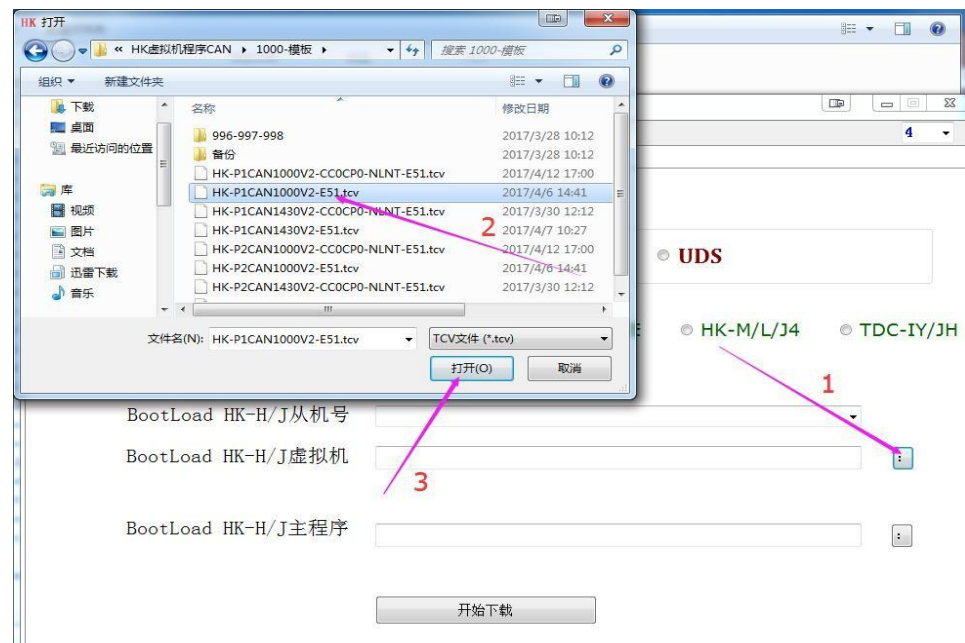 HK 打开
« HK虚拟机程序CAN ▸ 1000-模板 ▸
搜索 1000-模板
组织 新建文件夹
名称 修改日期
下载
桌面
最近访问的位置
库
视频
图片
文档
迅雷下载
音乐
996-997-998 2017/3/28 10:12
备份 2017/3/28 10:12
HK-P1CAN1000V2-CC0CP0-NLNT-E51.tcv 2017/4/12 17:00
HK-P1CAN1000V2-E51.tcv 2017/4/6 14:41
HK-P1CAN1430V2-CC0CP0-NLNT-E51.tcv 2017/3/30 12:12
HK-P1CAN1430V2-E51.tcv 2017/4/7 10:27
HK-P2CAN1000V2-CC0CP0-NLNT-E51.tcv 2017/4/12 17:00
HK-P2CAN1000V2-E51.tcv 2017/4/6 14:41
HK-P2CAN1430V2-CC0CP0-NLNT-E51.tcv 2017/3/30 12:12
2
文件名(N): HK-P1CAN1000V2-E51.tcv TCV文件 (*.tcv)
打开(O) 取消
4
UDS
HK-M/L/J4 TDC-IY/JH
1
BootLoad HK-H/J从机号
BootLoad HK-H/J虚拟机 :
3
BootLoad HK-H/J主程序 :
开始下载